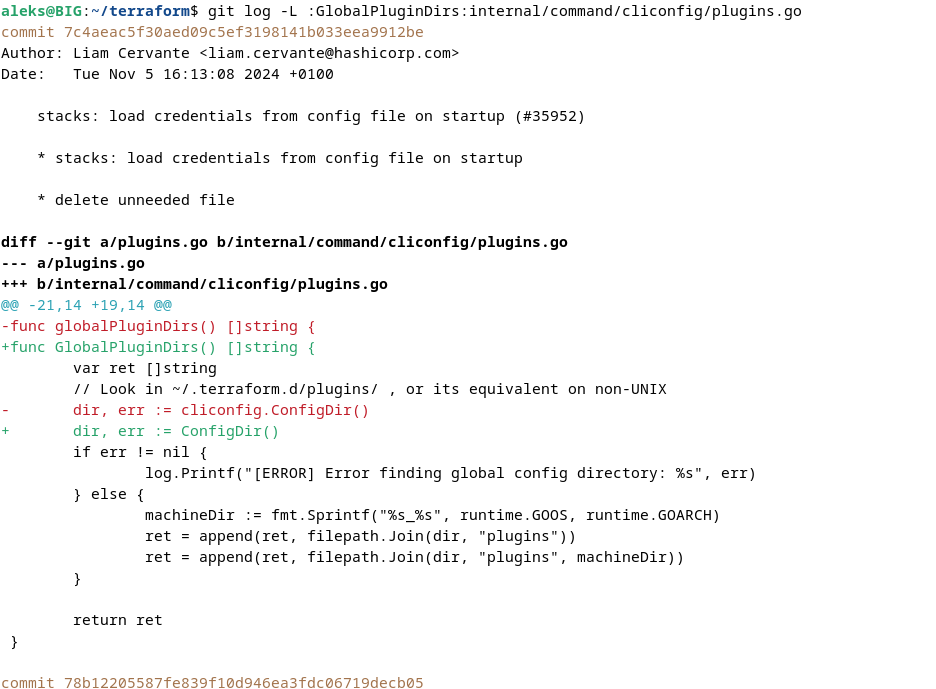 aleks@BIG:~/terraform$ git log -L :GlobalPluginDirs:internal/command/cliconfig/plugins.go
commit 7c4aeac5f30aed09c5ef3198141b033eea9912be
Author: Liam Cervante <liam.cervante@hashicorp.com>
Date:   Tue Nov 5 16:13:08 2024 +0100

    stacks: load credentials from config file on startup (#35952)

    * stacks: load credentials from config file on startup

    * delete unneeded file

diff --git a/plugins.go b/internal/command/cliconfig/plugins.go
--- a/plugins.go
+++ b/internal/command/cliconfig/plugins.go
@@ -21,14 +19,14 @@
-func globalPluginDirs() []string {
+func GlobalPluginDirs() []string {
        var ret []string
        // Look in ~/.terraform.d/plugins/ , or its equivalent on non-UNIX
-       dir, err := cliconfig.ConfigDir()
+       dir, err := ConfigDir()
        if err != nil {
                log.Printf("[ERROR] Error finding global config directory: %s", err)
        } else {
                machineDir := fmt.Sprintf("%s_%s", runtime.GOOS, runtime.GOARCH)
                ret = append(ret, filepath.Join(dir, "plugins"))
                ret = append(ret, filepath.Join(dir, "plugins", machineDir))
        }

        return ret
 }

commit 78b12205587fe839f10d946ea3fdc06719decb05